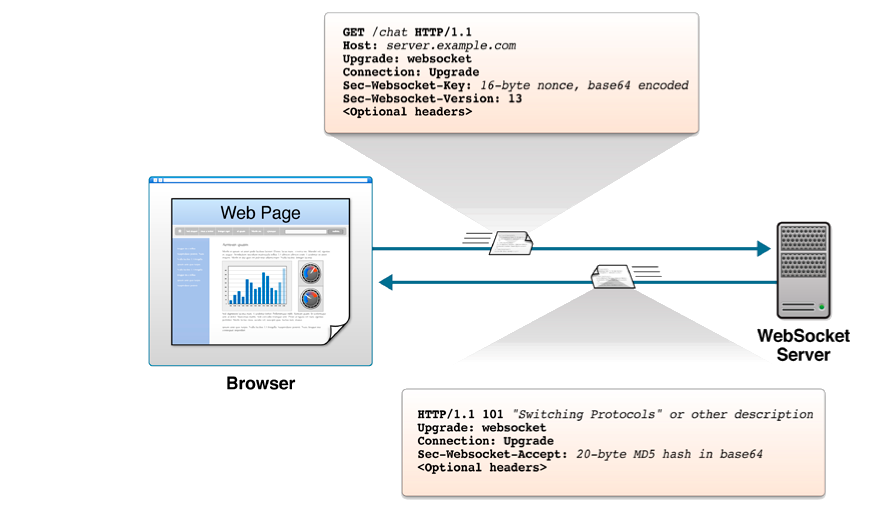 GET /chat HTTP/1.1
Host: server.example.com
Upgrade: websocket
Connection: Upgrade
Sec-Websocket-Key: 16-byte nonce, base64 encoded
Sec-Websocket-Version: 13
<Optional headers>
Web Page
Browser
WebSocket
Server
HTTP/1.1 101 "Switching Protocols" or other description
Upgrade: websocket
Connection: Upgrade
Sec-Websocket-Accept: 20-byte MD5 hash in base64
<Optional headers>